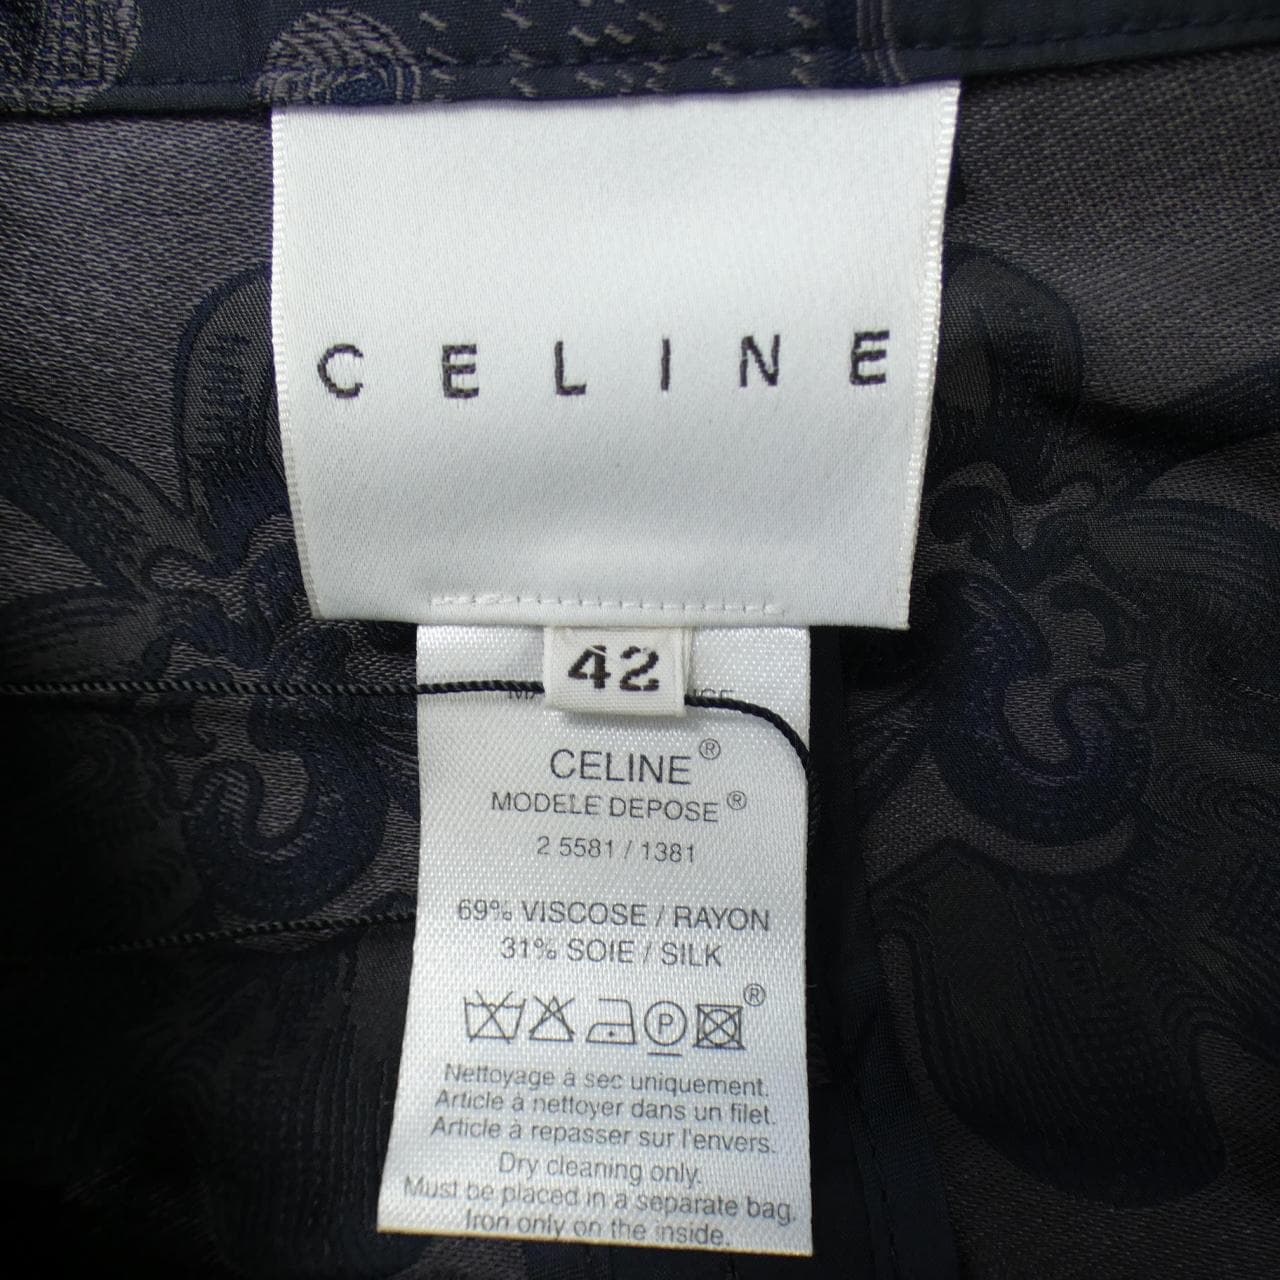 CELINE
42
CELINE®
MODELE DEPOSE®
2 5581 / 1381
69% VISCOSE / RAYON
31% SOIE / SILK
P ®
Nettoyage à sec uniquement.
Article à nettoyer dans un filet.
Article à repasser sur l'envers.
Dry cleaning only.
Must be placed in a separate bag.
Iron only on the inside.